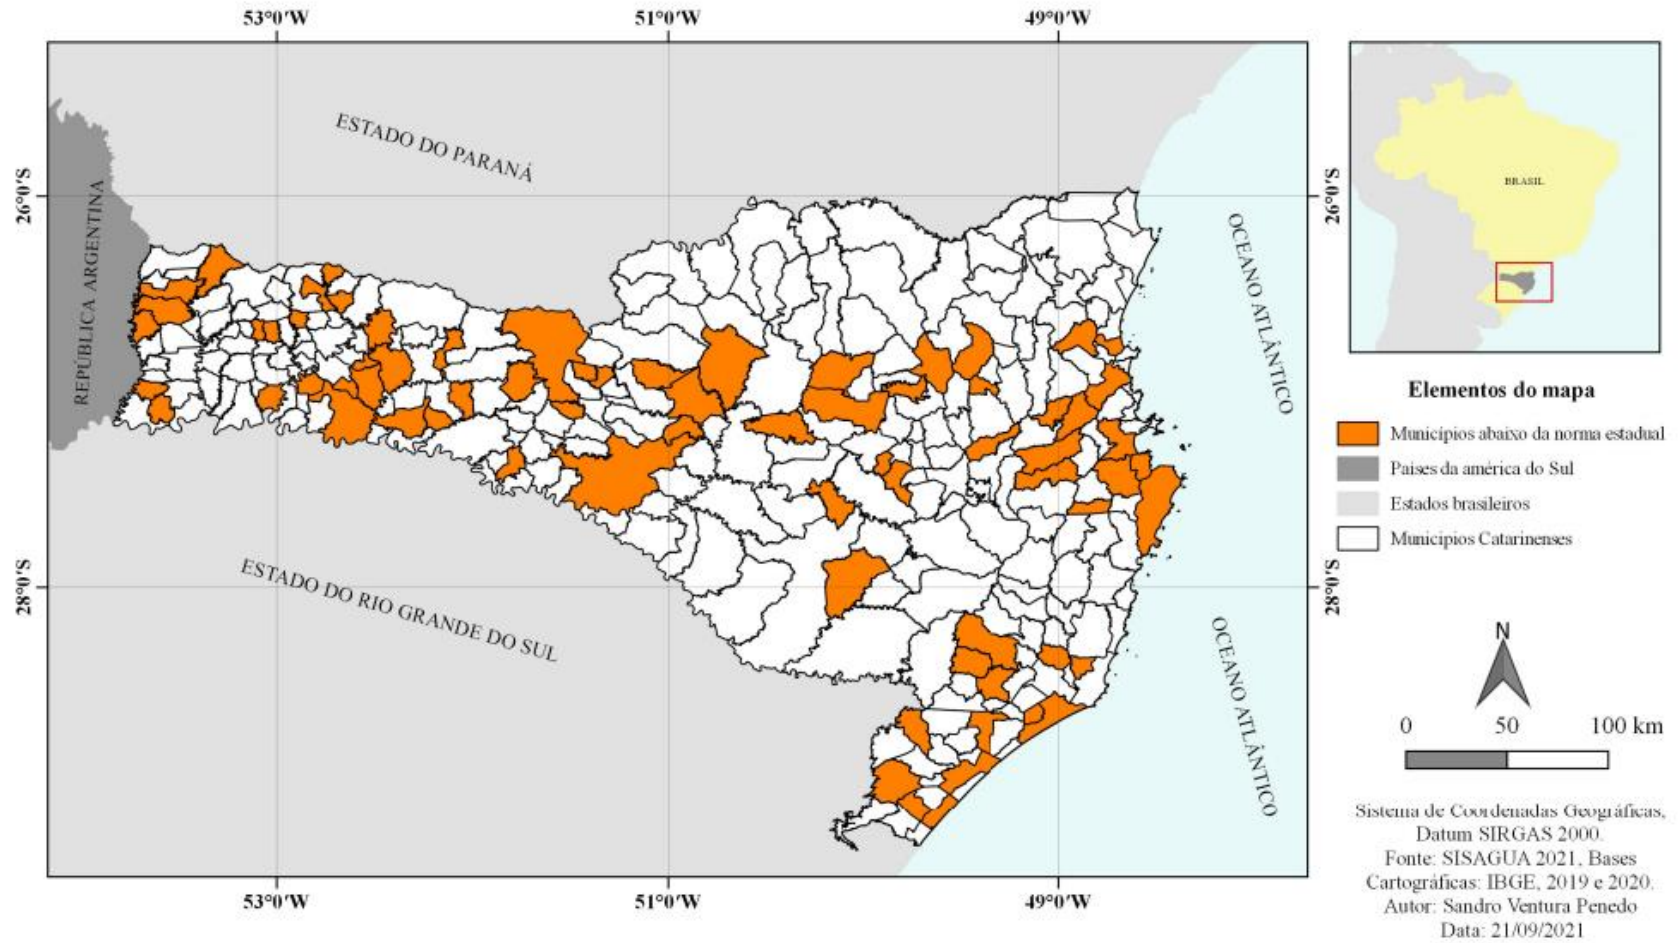 53°0'W
51°0'W
49°0'W
26°0'S
28°0'S
26°0'S
28°0'S
ESTADO DO PARANÁ
REPÚBLICA ARGENTINA
ESTADO DO RIO GRANDE DO SUL
OCEANO ATLÂNTICO
OCEANO ATLÂNTICO
53°0'W
51°0'W
49°0'W
BRASIL
Elementos do mapa
Municípios abaixo da norma estadual
Países da américa do Sul
Estados brasileiros
Municípios Catarinenses
N
0 50 100 km
Sistema de Coordenadas Geográficas,
Datum SIRGAS 2000.
Fonte: SISAGUA 2021, Bases
Cartográficas: IBGE, 2019 e 2020.
Autor: Sandro Ventura Penedo
Data: 21/09/2021